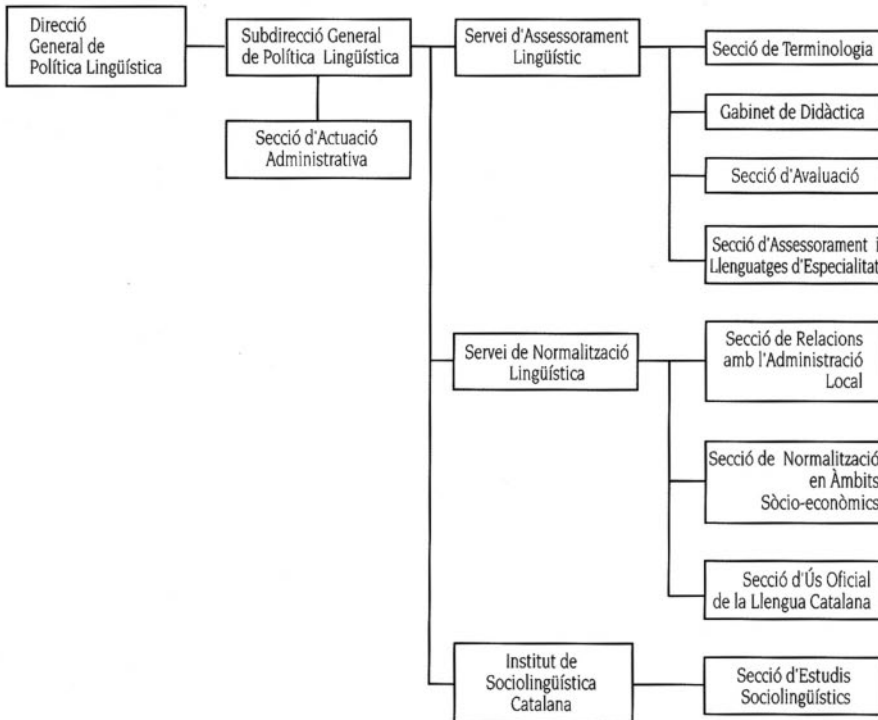 Direcció
General de
Política Lingüística
Subdirecció General
de Política Lingüística
Secció d'Actuació
Administrativa
Servei d'Assessorament
Lingüístic
Secció de Terminologia
Gabinet de Didàctica
Secció d'Avaluació
Secció d'Assessorament i
Llenguatges d'Especialitat
Servei de Normalització
Lingüística
Secció de Relacions
amb l'Administració
Local
Secció de Normalització
en Àmbits
Sòcio-econòmics
Secció d'Ús Oficial
de la Llengua Catalana
Institut de
Sociolingüística
Catalana
Secció d'Estudis
Sociolingüístics